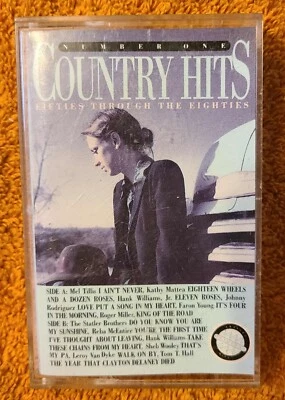 NUMBER ONE
COUNTRY HITS
FIFTIES THROUGH THE EIGHTIES
SIDE A: Mel Tillis I AIN'T NEVER, Kathy Mattea EIGHTEEN WHEELS
AND A DOZEN ROSES, Hank Williams, Jr. ELEVEN ROSES, Johnny
Rodriguez LOVE PUT A SONG IN MY HEART, Faron Young IT'S FOUR
IN THE MORNING, Roger Miller, KING OF THE ROAD
SIDE B: The Statler Brothers DO YOU KNOW YOU ARE
MY SUNSHINE, Reba McEntire YOU'RE THE FIRST TIME
I'VE THOUGHT ABOUT LEAVING, Hank Williams TAKE
THESE CHAINS FROM MY HEART, Sheb Wooley THAT'S
MY PA, Leroy Van Dyke WALK ON BY, Tom T. Hall
THE YEAR THAT CLAYTON DELANEY DIED